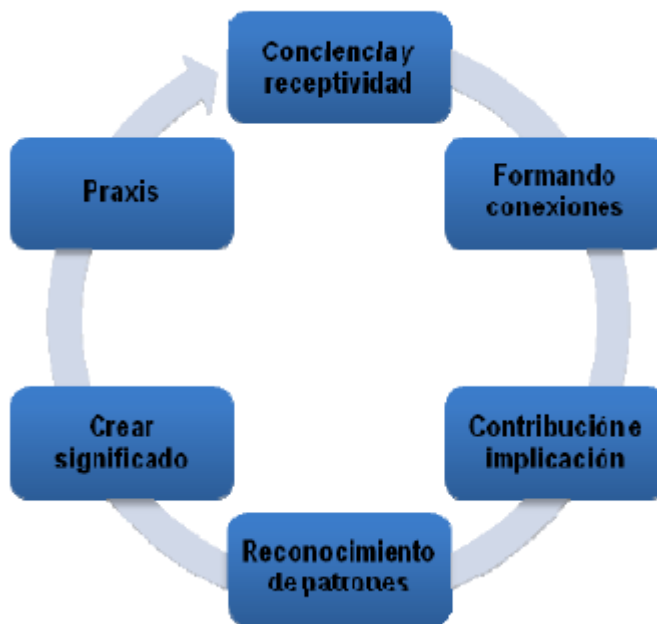 Conciencia y
receptividad
Formando
conexiones
Contribución e
implicación
Reconocimiento
de patrones
Crear
significado
Praxis